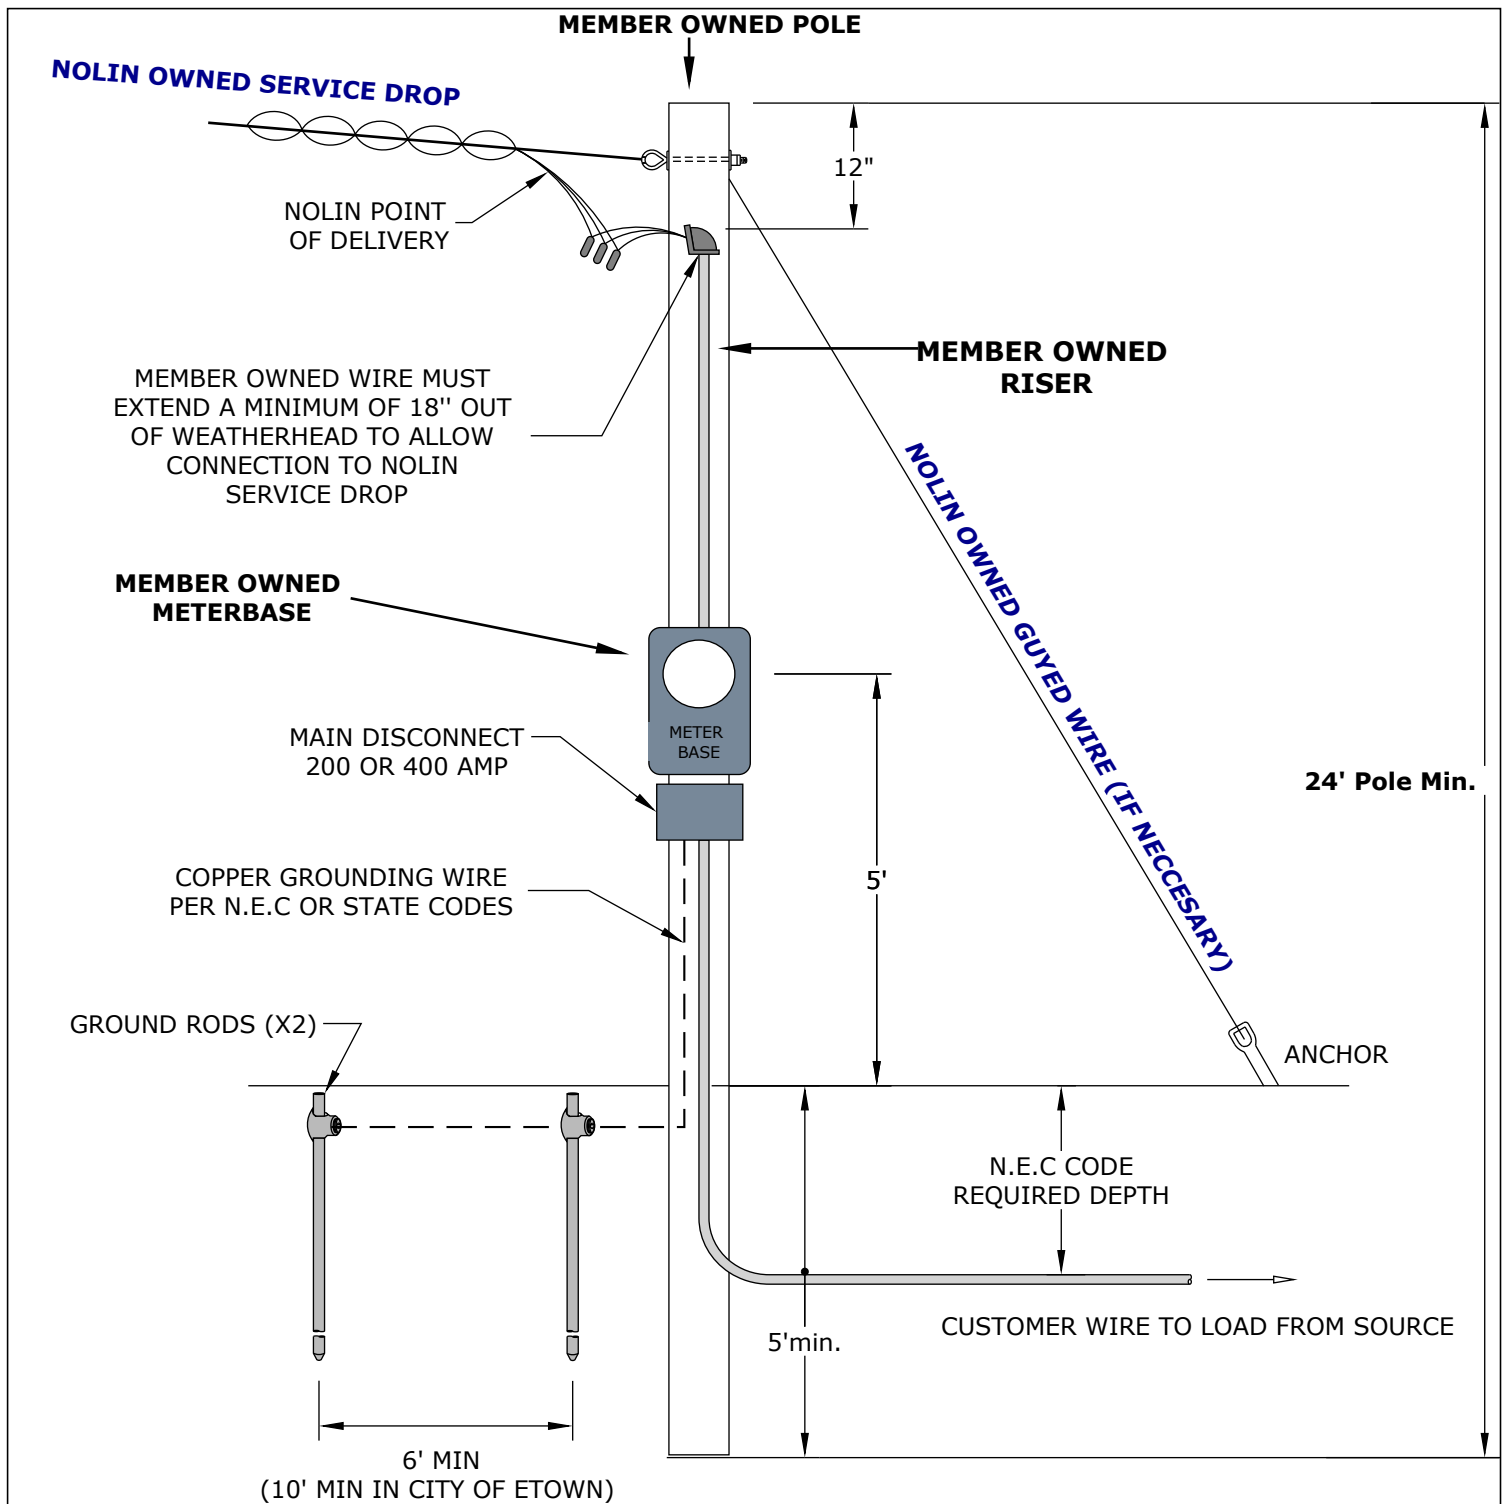 MEMBER OWNED POLE
NOLIN OWNED SERVICE DROP
12"
NOLIN POINT
OF DELIVERY
MEMBER OWNED
RISER
MEMBER OWNED WIRE MUST
EXTEND A MINIMUM OF 18'' OUT
OF WEATHERHEAD TO ALLOW
CONNECTION TO NOLIN
SERVICE DROP
NOLIN OWNED GUYED WIRE (IF NECCESARY)
MEMBER OWNED
METERBASE
METER
BASE
MAIN DISCONNECT
200 OR 400 AMP
24' Pole Min.
5'
COPPER GROUNDING WIRE
PER N.E.C OR STATE CODES
GROUND RODS (X2)
ANCHOR
N.E.C CODE
REQUIRED DEPTH
CUSTOMER WIRE TO LOAD FROM SOURCE
5'min.
6' MIN
(10' MIN IN CITY OF ETOWN)